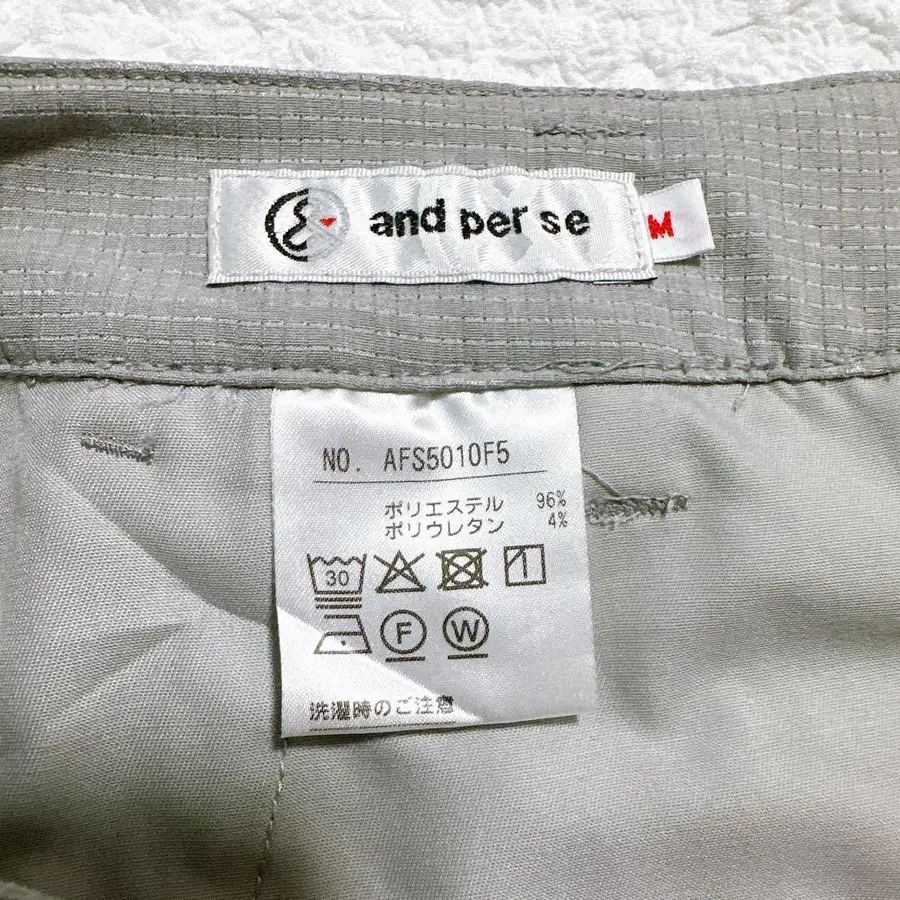 and per se
M
NO. AFS5010F5
ポリエステル 96%
ポリウレタン 4%
30
F W
洗濯時のご注意